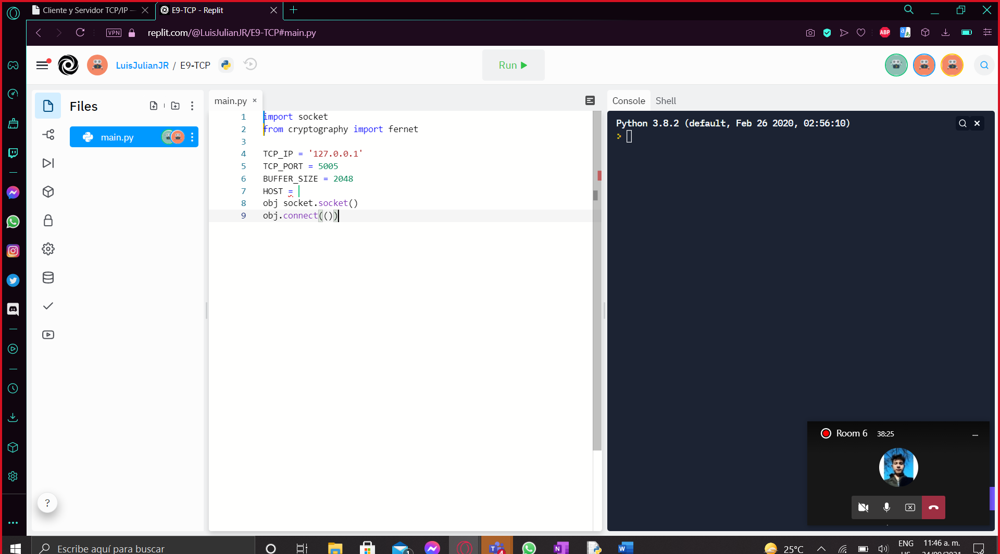 Cliente y Servidor TCP/IP –
E9-TCP - Replit
VPN
replit.com/@LuisJulianJR/E9-TCP#main.py
ABP
LuisJulianJR / E9-TCP
Run
Files
main.py
main.py ×
1 import socket
2 from cryptography import fernet
3
4 TCP_IP = '127.0.0.1'
5 TCP_PORT = 5005
6 BUFFER_SIZE = 2048
7 HOST =
8 obj socket.socket()
9 obj.connect(())
Console
Shell
Python 3.8.2 (default, Feb 26 2020, 02:56:10)
Room 6 38:25
?
Escribe aquí para buscar
25°C
ENG
11:46 a. m.